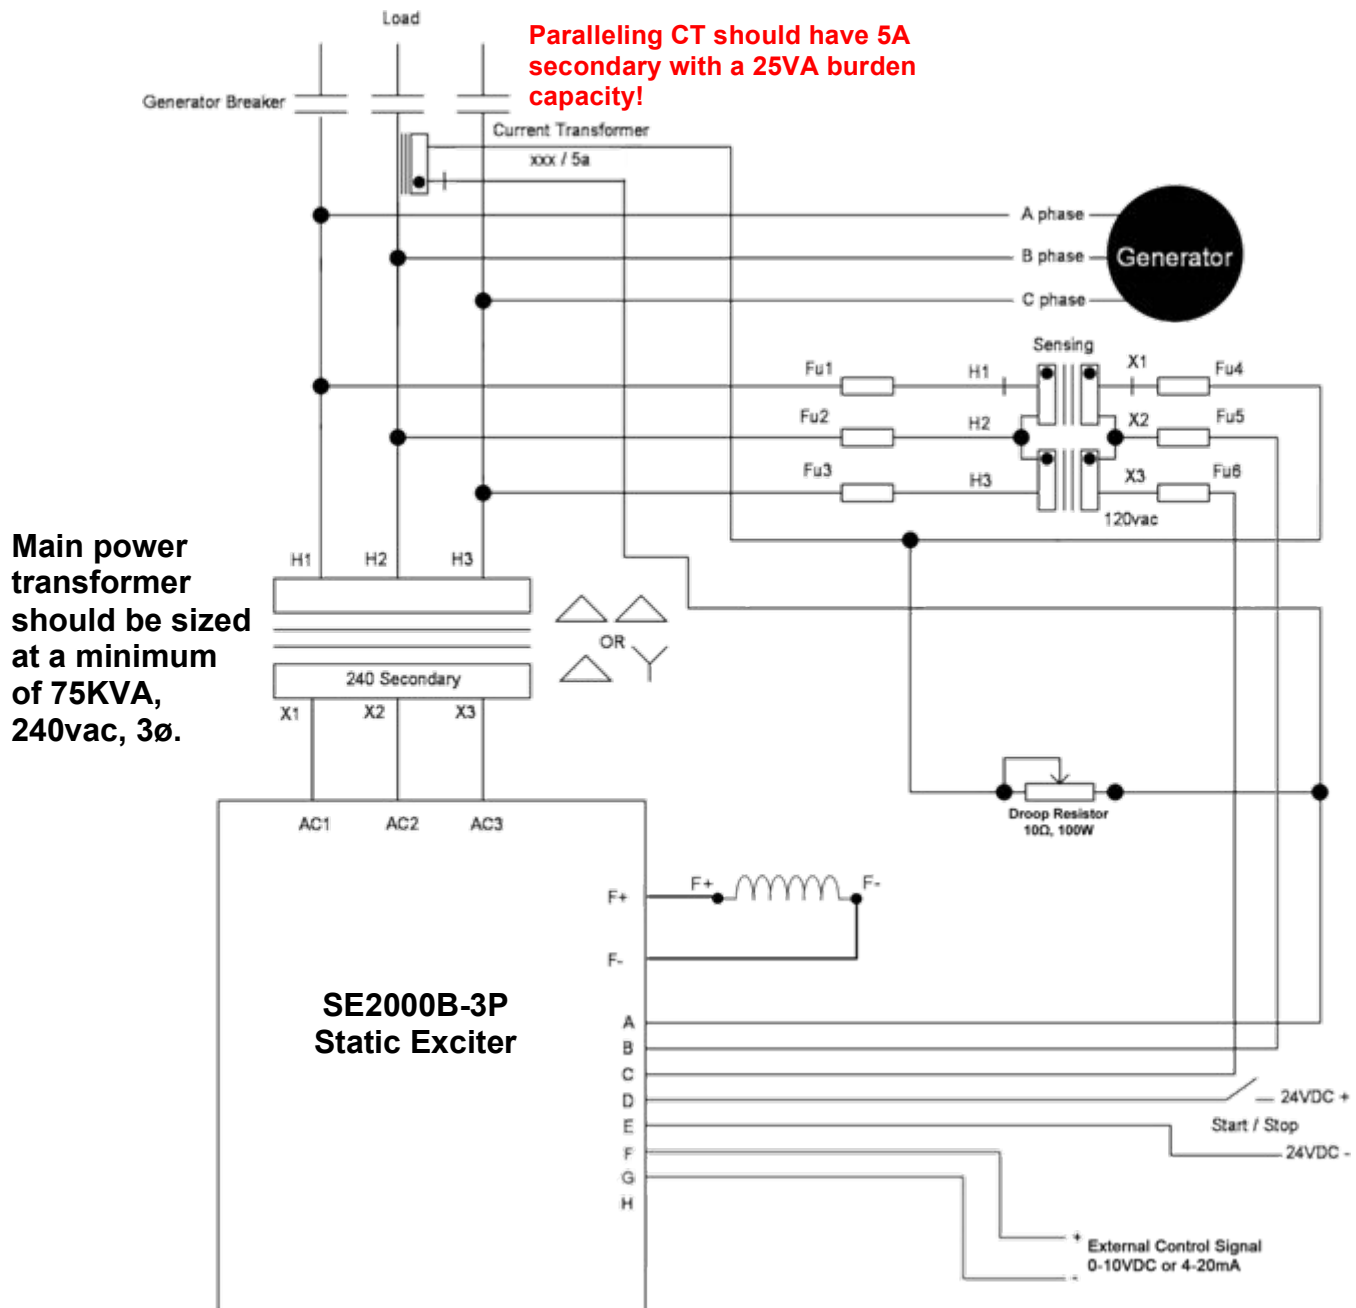 Load
Paralleling CT should have 5A
secondary with a 25VA burden
capacity!
Generator Breaker
Current Transformer
xxx / 5a
A phase
B phase
C phase
Generator
Sensing
Fu1
H1
X1
Fu4
Fu2
H2
X2
Fu5
Fu3
H3
X3
Fu6
120vac
Main power
transformer
should be sized
at a minimum
of 75KVA,
240vac, 3ø.
H1
H2
H3
OR
240 Secondary
X1
X2
X3
AC1
AC2
AC3
Droop Resistor
10Ω, 100W
F+
F+
F-
F-
SE2000B-3P
Static Exciter
A
B
C
D
E
F
G
H
24VDC +
Start / Stop
24VDC -
+
External Control Signal
0-10VDC or 4-20mA
-